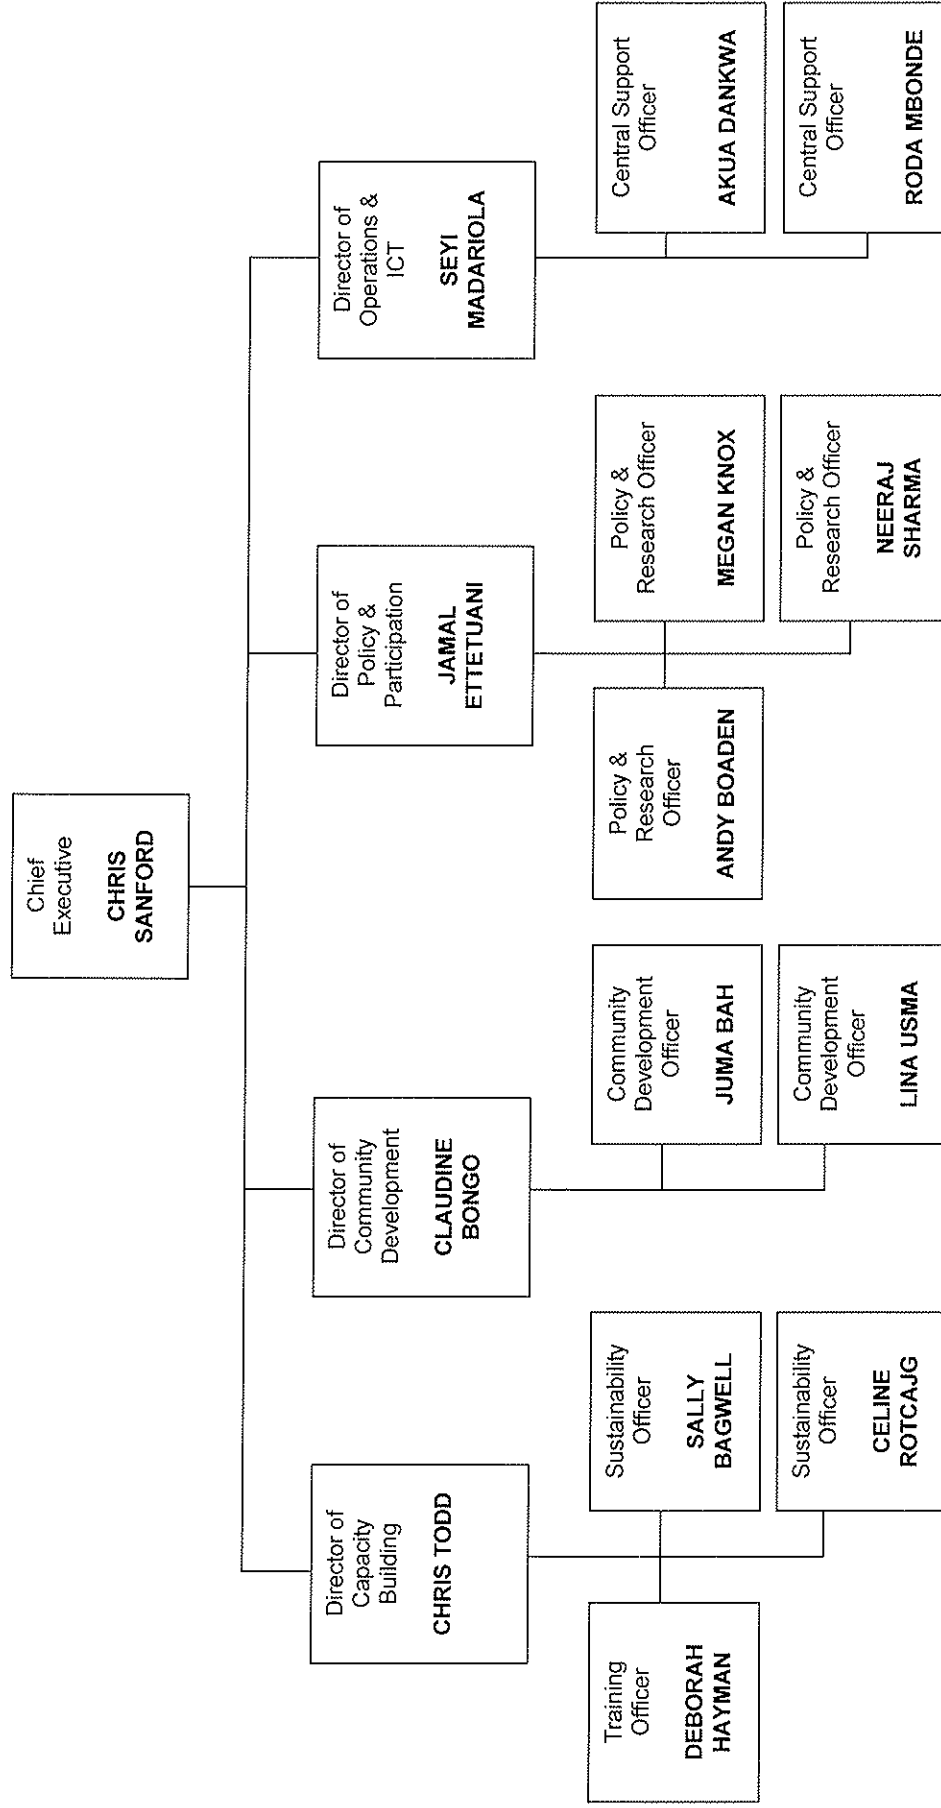 Chief
Executive
CHRIS
SANFORD
Director of
Capacity
Building
CHRIS TODD
Director of
Community
Development
CLAUDINE
BONGO
Director of
Policy &
Participation
JAMAL
ETTETUANI
Director of
Operations &
ICT
SEYI
MADARIOLA
Training
Officer
DEBORAH
HAYMAN
Sustainability
Officer
SALLY
BAGWELL
Community
Development
Officer
JUMA BAH
Policy &
Research
Officer
ANDY BOADEN
Policy &
Research Officer
MEGAN KNOX
Central Support
Officer
AKUA DANKWA
Sustainability
Officer
CELINE
ROTCAJG
Community
Development
Officer
LINA USMA
Policy &
Research Officer
NEERAJ
SHARMA
Central Support
Officer
RODA MBONDE